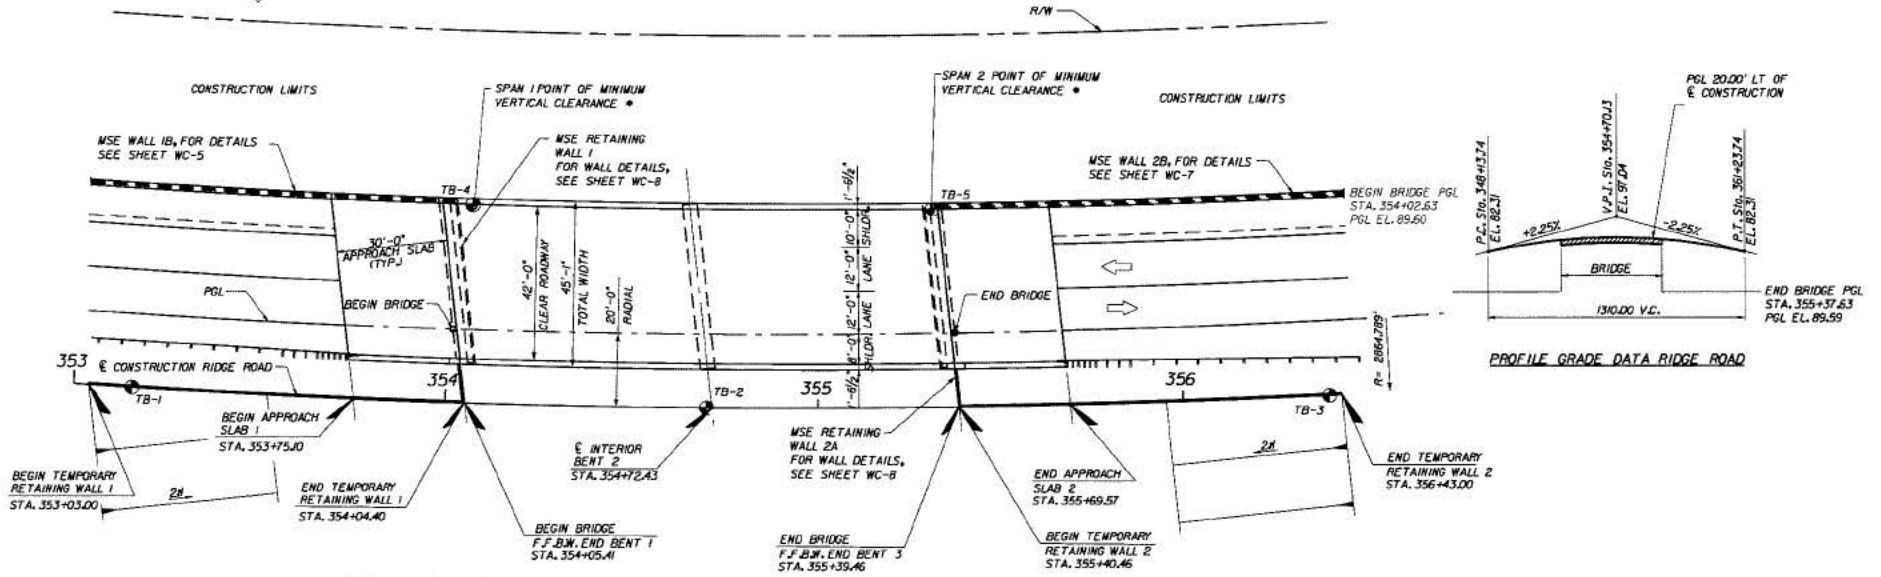 R/W
CONSTRUCTION LIMITS
SPAN 1 POINT OF MINIMUM
VERTICAL CLEARANCE *
SPAN 2 POINT OF MINIMUM
VERTICAL CLEARANCE *
CONSTRUCTION LIMITS
MSE WALL 1B, FOR DETAILS
SEE SHEET WC-5
MSE RETAINING
WALL 1
FOR WALL DETAILS,
SEE SHEET WC-8
MSE WALL 2B, FOR DETAILS
SEE SHEET WC-7
TB-4
TB-5
BEGIN BRIDGE PGL
STA. 354+02.63
PGL EL. 89.60
30'-0"
APPROACH SLAB
(TYP.)
PGL
BEGIN BRIDGE
42'-0"
CLEAR ROADWAY
45'-1"
TOTAL WIDTH
20'-0"
RADIAL
1'-6½"
10'-0"
SHLDR.
12'-0"
LANE
12'-0"
LANE
8'-0"
SHLDR.
1'-6½"
END BRIDGE
R= 2864.789'
353
℄ CONSTRUCTION RIDGE ROAD
354
355
356
TB-1
TB-2
TB-3
BEGIN APPROACH
SLAB 1
STA. 353+75.10
BEGIN TEMPORARY
RETAINING WALL 1
STA. 353+03.00
2%
END TEMPORARY
RETAINING WALL 1
STA. 354+04.40
BEGIN BRIDGE
F.F.B.W. END BENT 1
STA. 354+05.41
℄ INTERIOR
BENT 2
STA. 354+72.43
MSE RETAINING
WALL 2A
FOR WALL DETAILS,
SEE SHEET WC-8
END BRIDGE
F.F.B.W. END BENT 3
STA. 355+39.46
END APPROACH
SLAB 2
STA. 355+69.57
BEGIN TEMPORARY
RETAINING WALL 2
STA. 355+40.46
2%
END TEMPORARY
RETAINING WALL 2
STA. 356+43.00
PGL 20.00' LT OF
℄ CONSTRUCTION
P.C. Sta. 348+13.74
EL. 82.31
V.P.I. Sta. 354+70.13
EL. 97.04
P.T. Sta. 361+23.74
EL. 82.31
+2.25%
-2.25%
BRIDGE
1310.00 V.C.
END BRIDGE PGL
STA. 355+37.63
PGL EL. 89.59
PROFILE GRADE DATA RIDGE ROAD